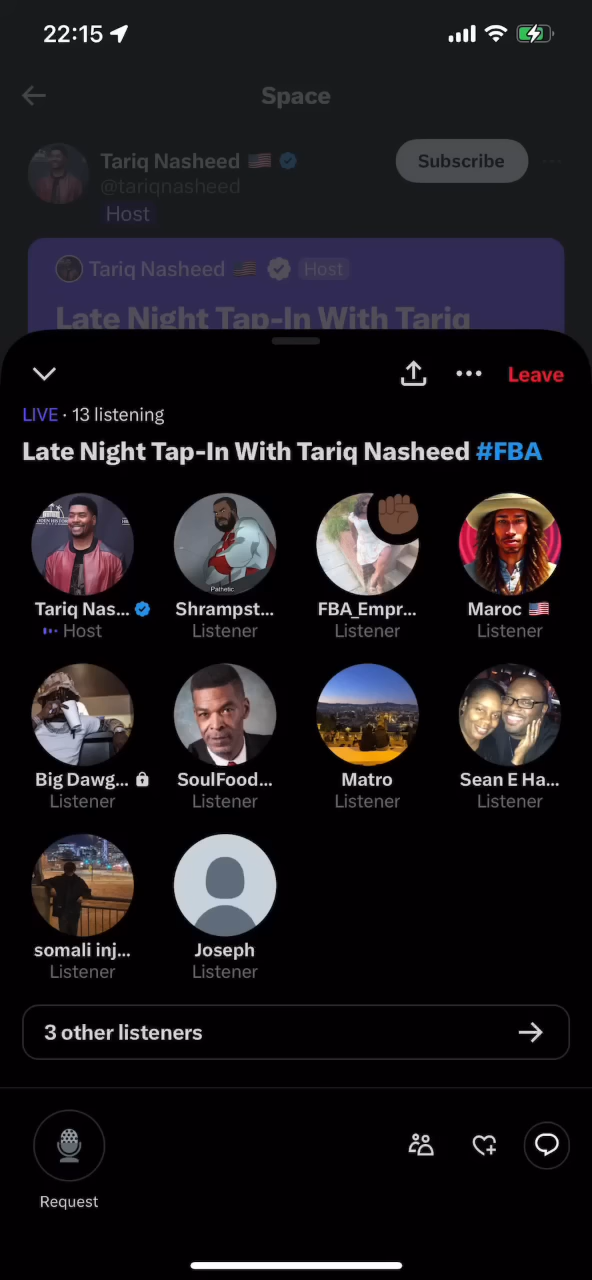 22:15
Space
Tariq Nasheed 🇺🇸
Subscribe
@tariqnasheed
Host
Tariq Nasheed 🇺🇸 Host
Late Night Tap-In With Tariq
Leave
LIVE · 13 listening
Late Night Tap-In With Tariq Nasheed #FBA
Pathetic
Tariq Nas... Shrampst... FBA_Empr... Maroc 🇺🇸
Host Listener Listener Listener
Big Dawg... SoulFood... Matro Sean E Ha...
Listener Listener Listener Listener
somali inj... Joseph
Listener Listener
3 other listeners
Request